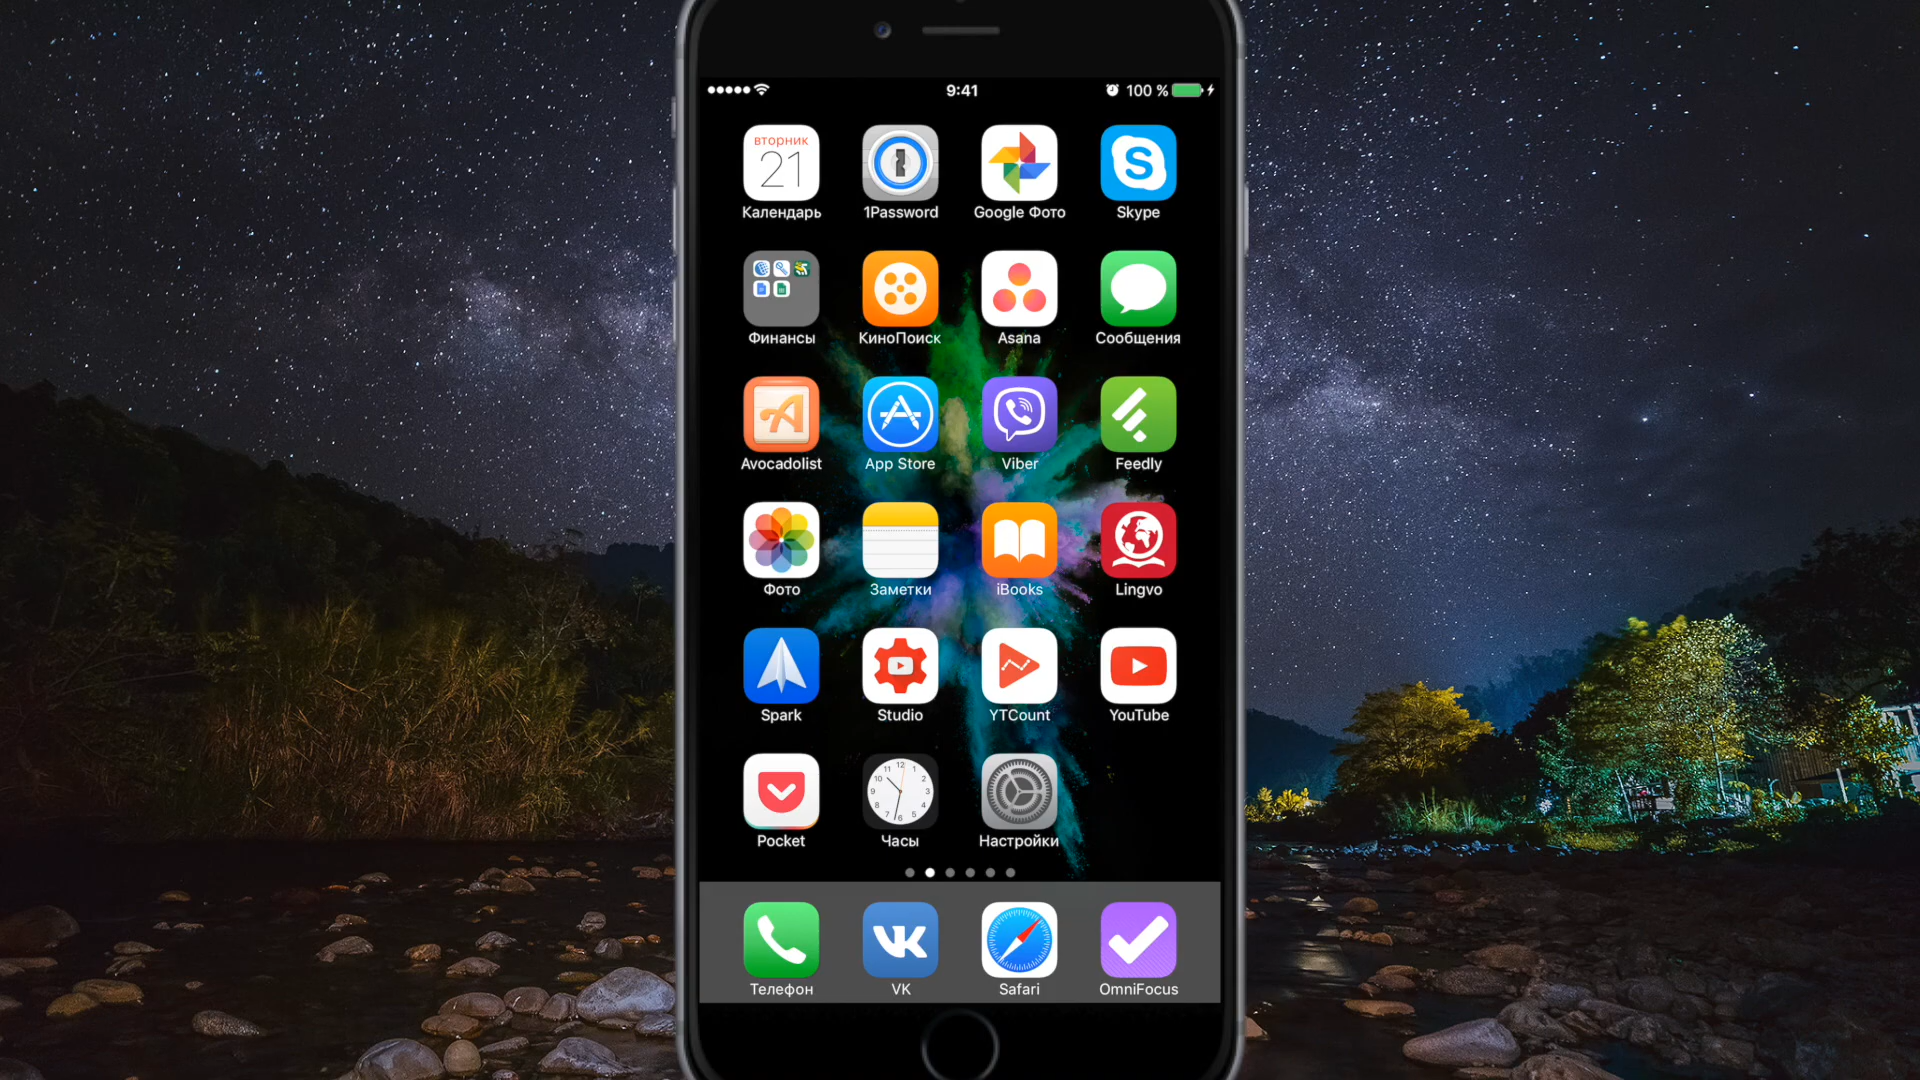 9:41
100 %
вторник
21
Календарь
1Password
Google Фото
Skype
Финансы
КиноПоиск
Asana
Сообщения
Avocadolist
App Store
Viber
Feedly
Фото
Заметки
iBooks
Lingvo
Spark
Studio
YTCount
YouTube
Pocket
Часы
Настройки
Телефон
VK
Safari
OmniFocus